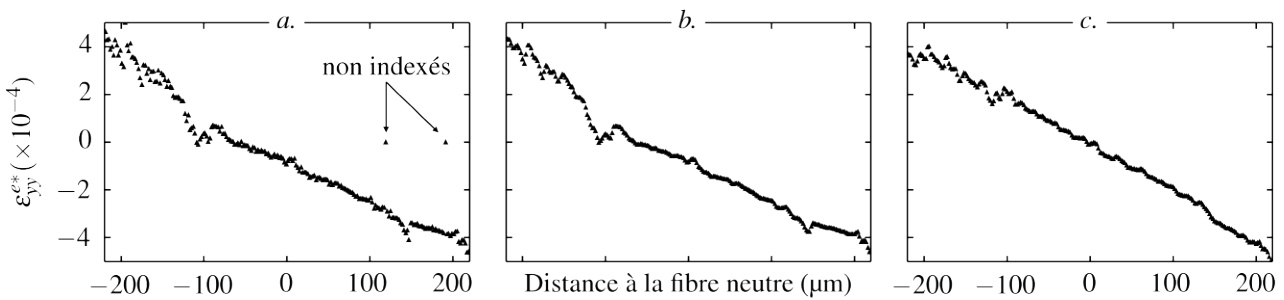 a. b. c.
4
2
0
−2
−4
ε^{e*}_{yy} (×10^{−4})
non indexés
−200 −100 0 100 200
Distance à la fibre neutre (μm)
−200 −100 0 100 200